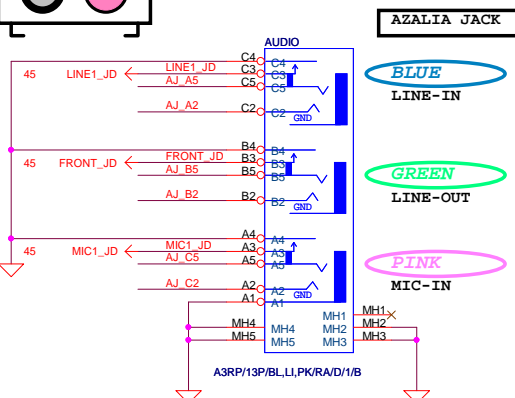 AZALIA JACK
AUDIO
C4 C4
45 LINE1_JD LINE1_JD C3 C3
AJ_A5 C5 C5
BLUE
LINE-IN
AJ_A2 C2 C2
GND
B4 B4
45 FRONT_JD FRONT_JD B3 B3
AJ_B5 B5 B5
GREEN
LINE-OUT
AJ_B2 B2 B2
GND
A4 A4
45 MIC1_JD MIC1_JD A3 A3
AJ_C5 A5 A5
PINK
MIC-IN
AJ_C2 A2 A2
GND
A1 A1
MH1 MH1
MH4 MH4 MH2 MH2
MH5 MH5 MH3 MH3
A3RP/13P/BL,LI,PK/RA/D/1/B